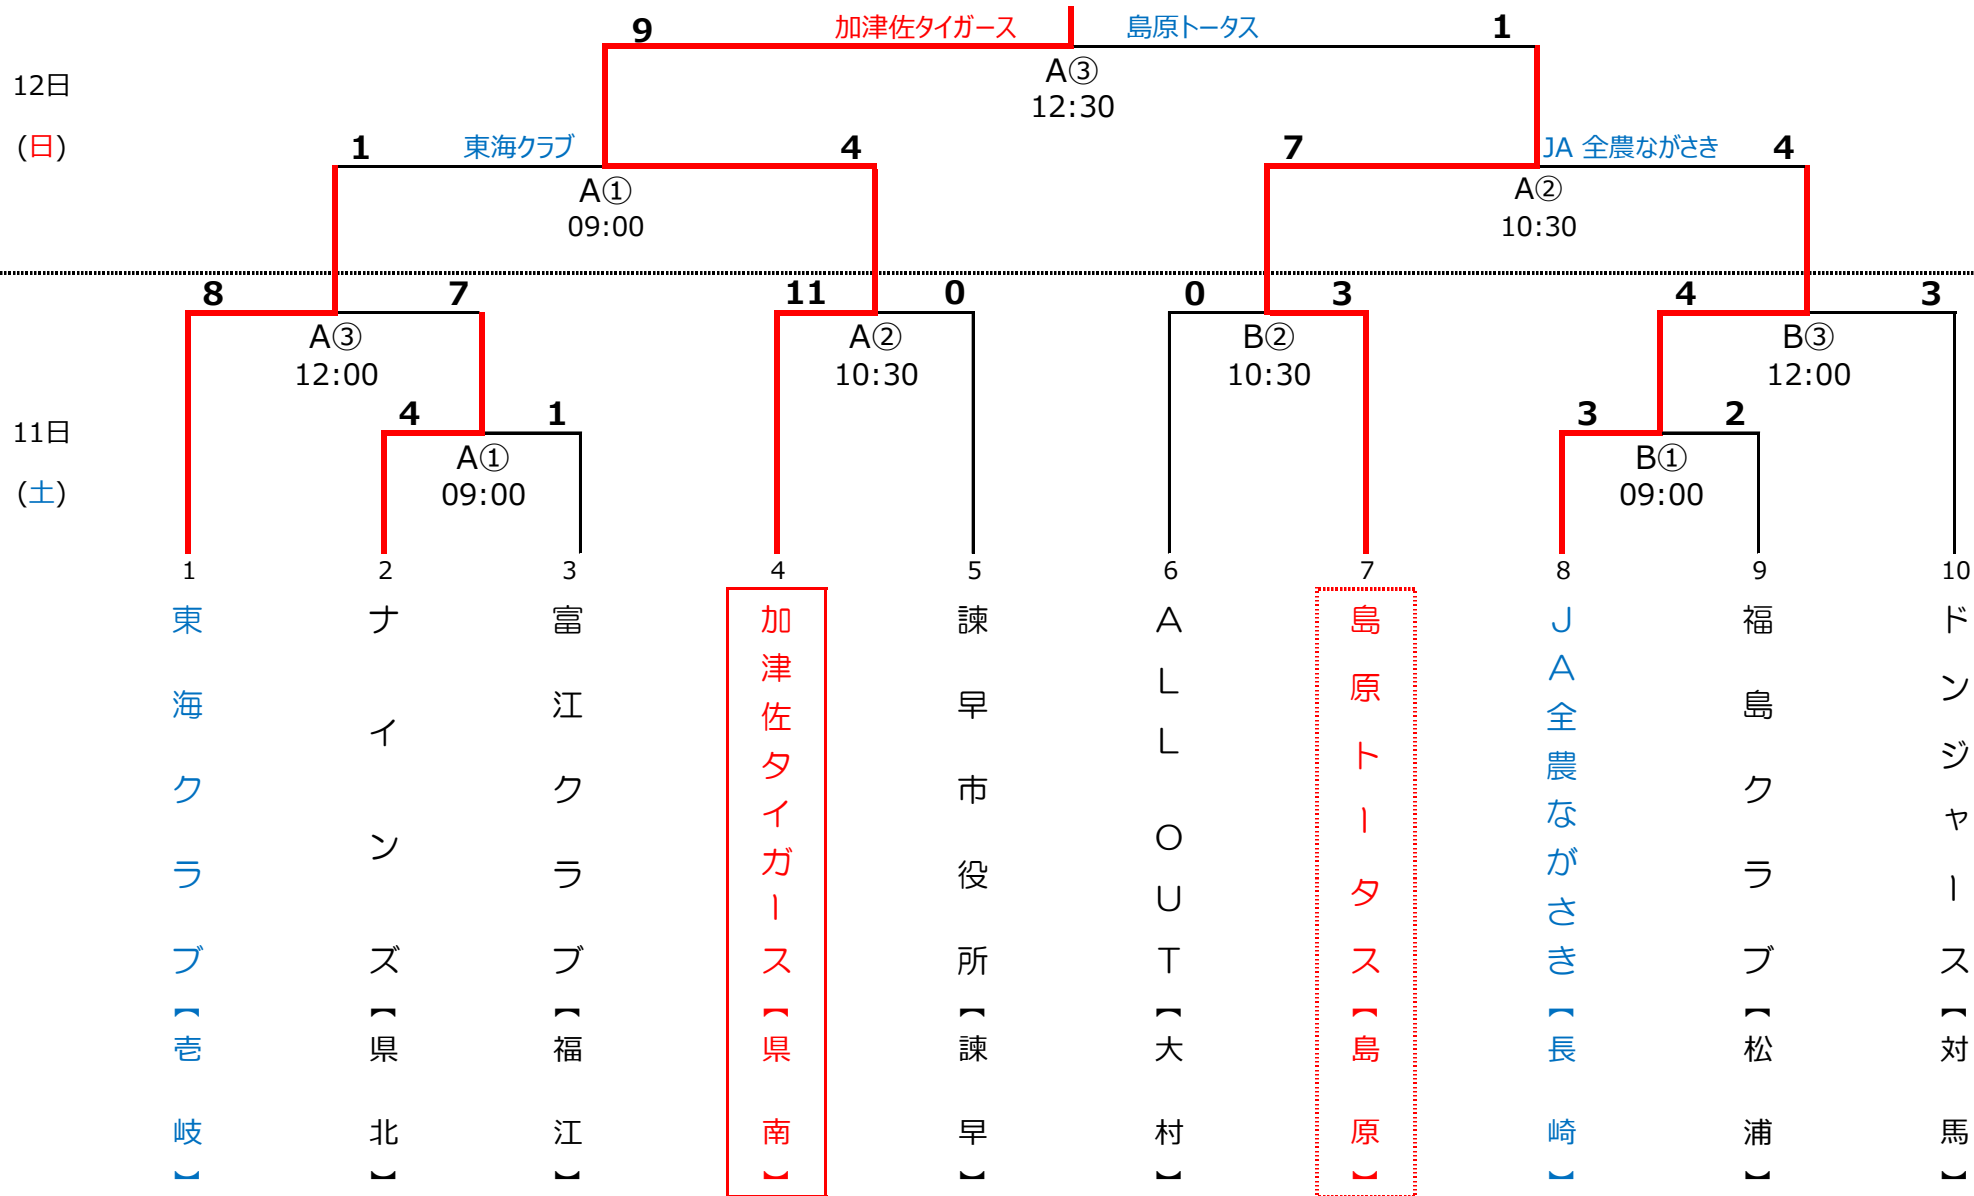 9 加津佐タイガース 島原トータス 1
A③
12:30
12日
(日)
1 東海クラブ 4 7 JA 全農ながさき 4
A① A②
09:00 10:30
8 7 11 0 0 3 4 3
A③ A② B② B③
12:00 10:30 10:30 12:00
4 1 3 2
11日
(土)
A① B①
09:00 09:00
1 2 3 4 5 6 7 8 9 10
東海クラブ【壱岐】
ナインズ【県北】
富江クラブ【福江】
加津佐タイガース【県南】
諫早市役所【諫早】
ALL OUT【大村】
島原トータス【島原】
JA全農ながさき【長崎】
福島クラブ【松浦】
ドンジャース【対馬】